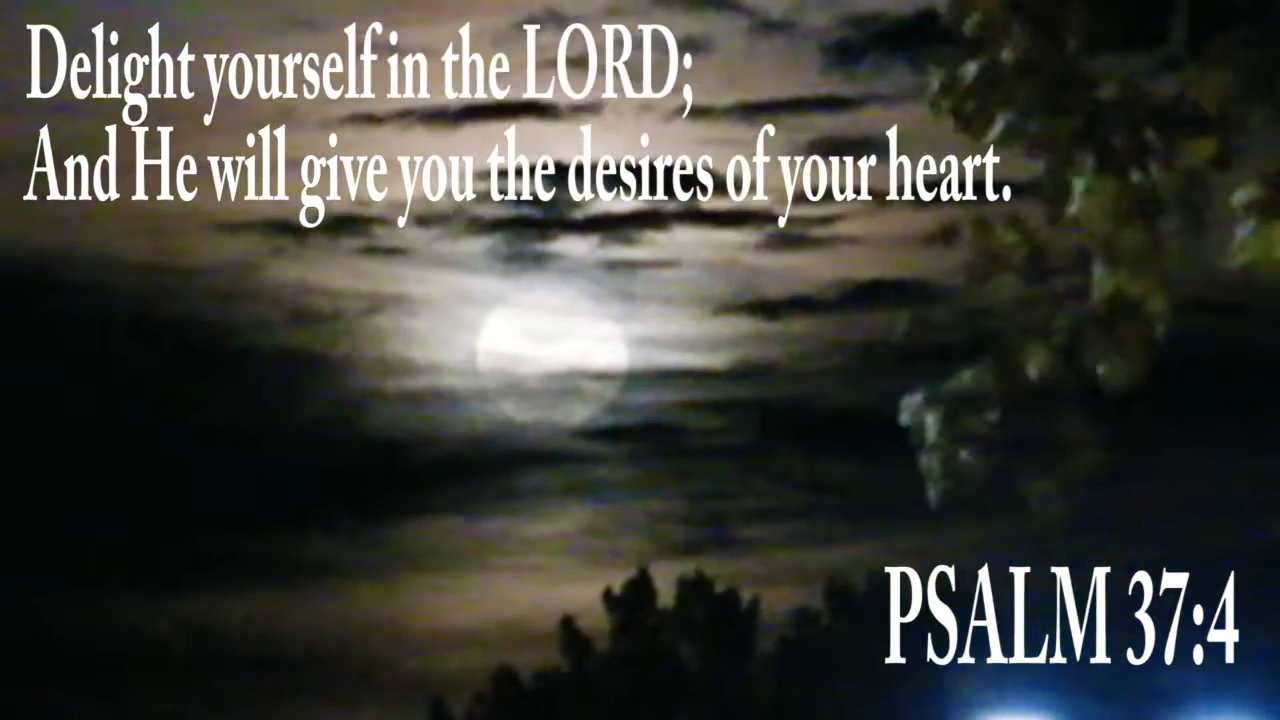 Delight yourself in the LORD;
And He will give you the desires of your heart.
PSALM 37:4